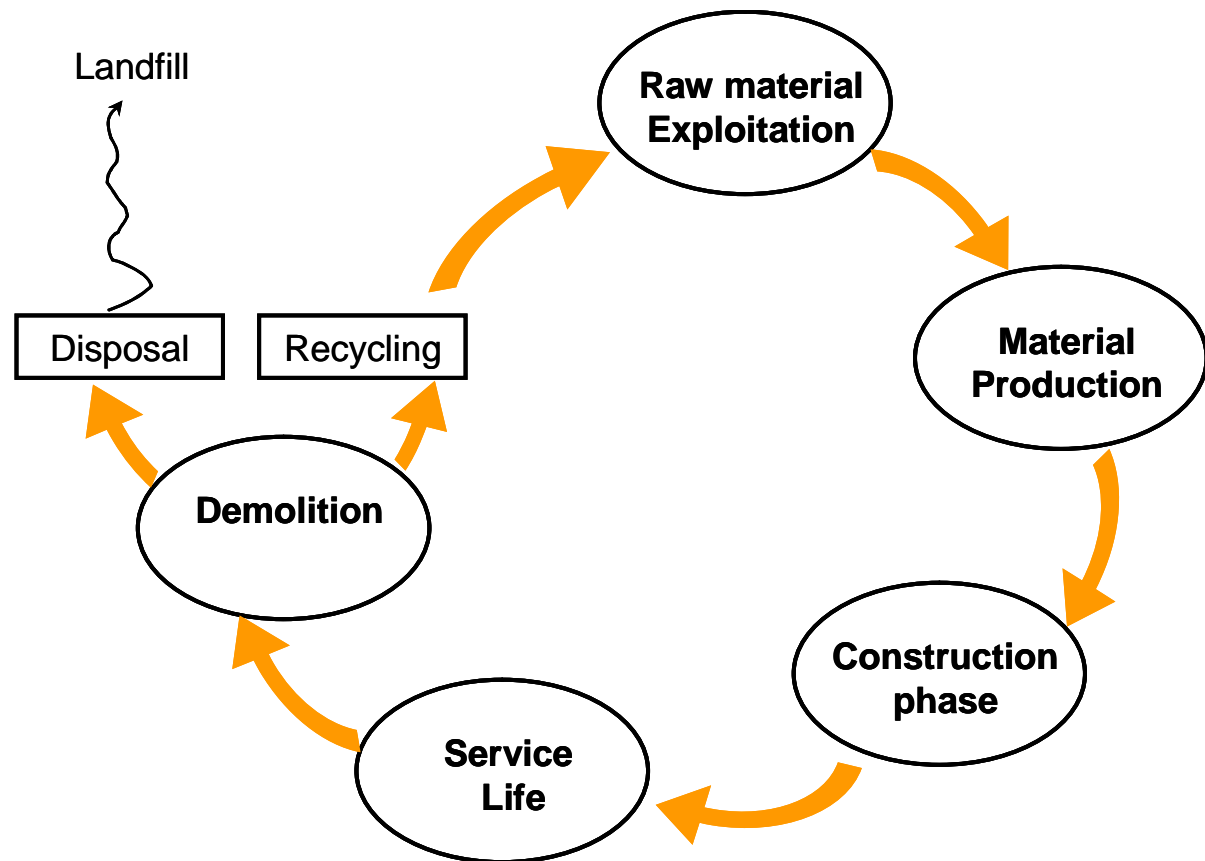 Landfill
Raw material
Exploitation
Material
Production
Construction
phase
Service
Life
Demolition
Disposal
Recycling